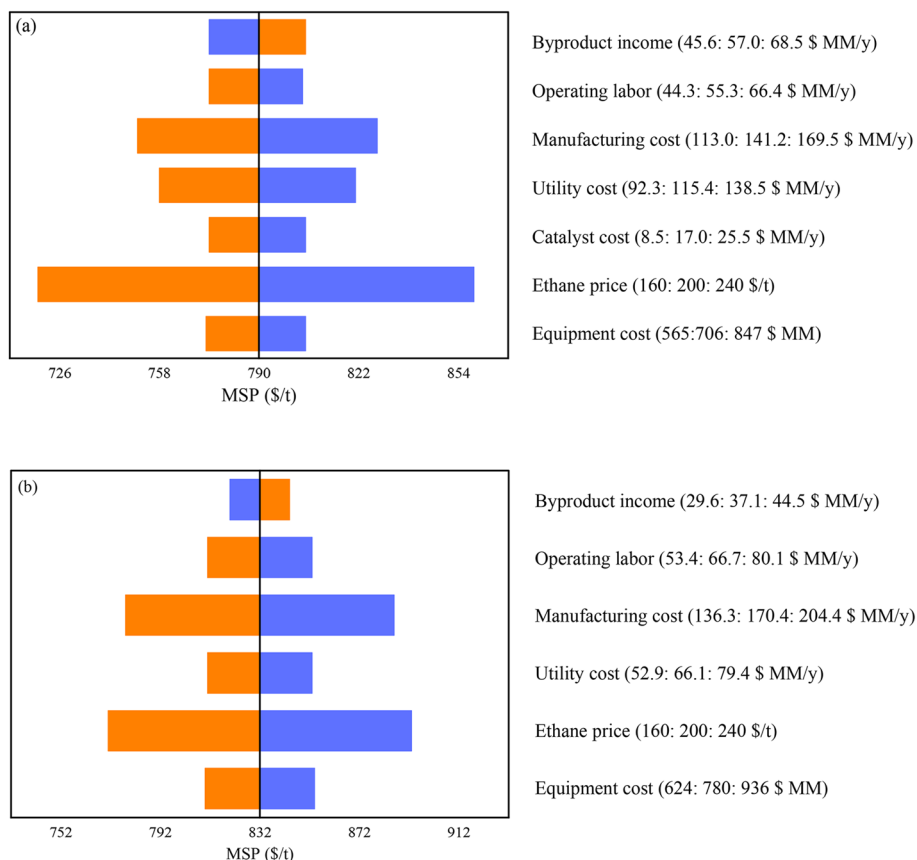 (a)
Byproduct income (45.6: 57.0: 68.5 $ MM/y)
Operating labor (44.3: 55.3: 66.4 $ MM/y)
Manufacturing cost (113.0: 141.2: 169.5 $ MM/y)
Utility cost (92.3: 115.4: 138.5 $ MM/y)
Catalyst cost (8.5: 17.0: 25.5 $ MM/y)
Ethane price (160: 200: 240 $/t)
Equipment cost (565:706: 847 $ MM)
726 758 790 822 854
MSP ($/t)
(b)
Byproduct income (29.6: 37.1: 44.5 $ MM/y)
Operating labor (53.4: 66.7: 80.1 $ MM/y)
Manufacturing cost (136.3: 170.4: 204.4 $ MM/y)
Utility cost (52.9: 66.1: 79.4 $ MM/y)
Ethane price (160: 200: 240 $/t)
Equipment cost (624: 780: 936 $ MM)
752 792 832 872 912
MSP ($/t)